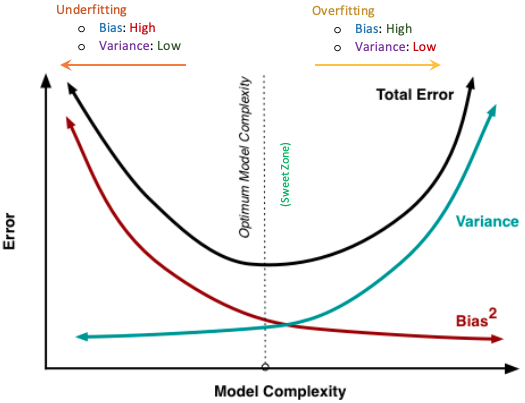 Underfitting
o Bias: High
o Variance: Low
Overfitting
o Bias: High
o Variance: Low
Total Error
Optimum Model Complexity
(Sweet Zone)
Variance
Error
Bias²
Model Complexity